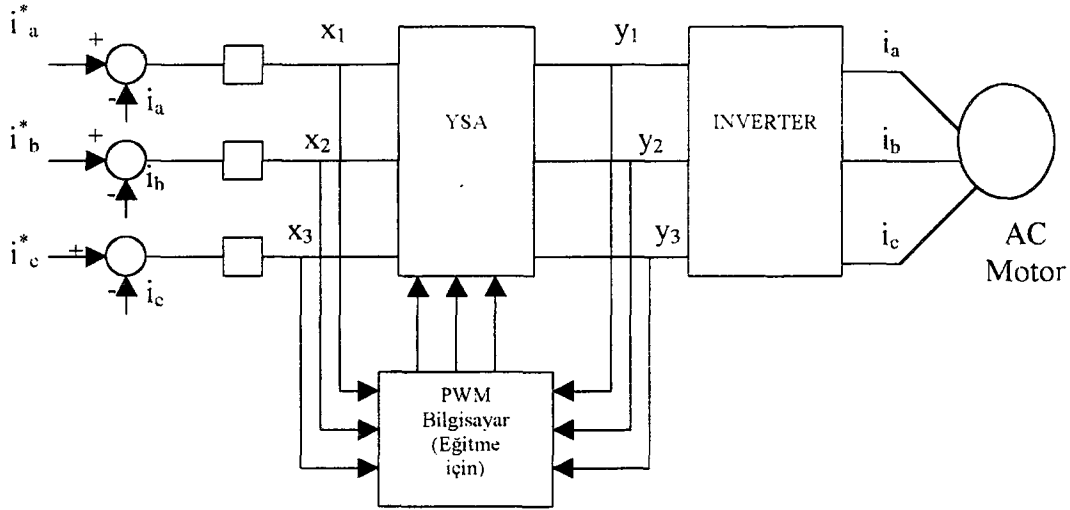 i*a
+
-
ia
x1
YSA
y1
INVERTER
ia
i*b
+
-
ib
x2
y2
ib
i*c
+
-
ic
x3
y3
ic
AC
Motor
PWM
Bilgisayar
(Eğitme
için)